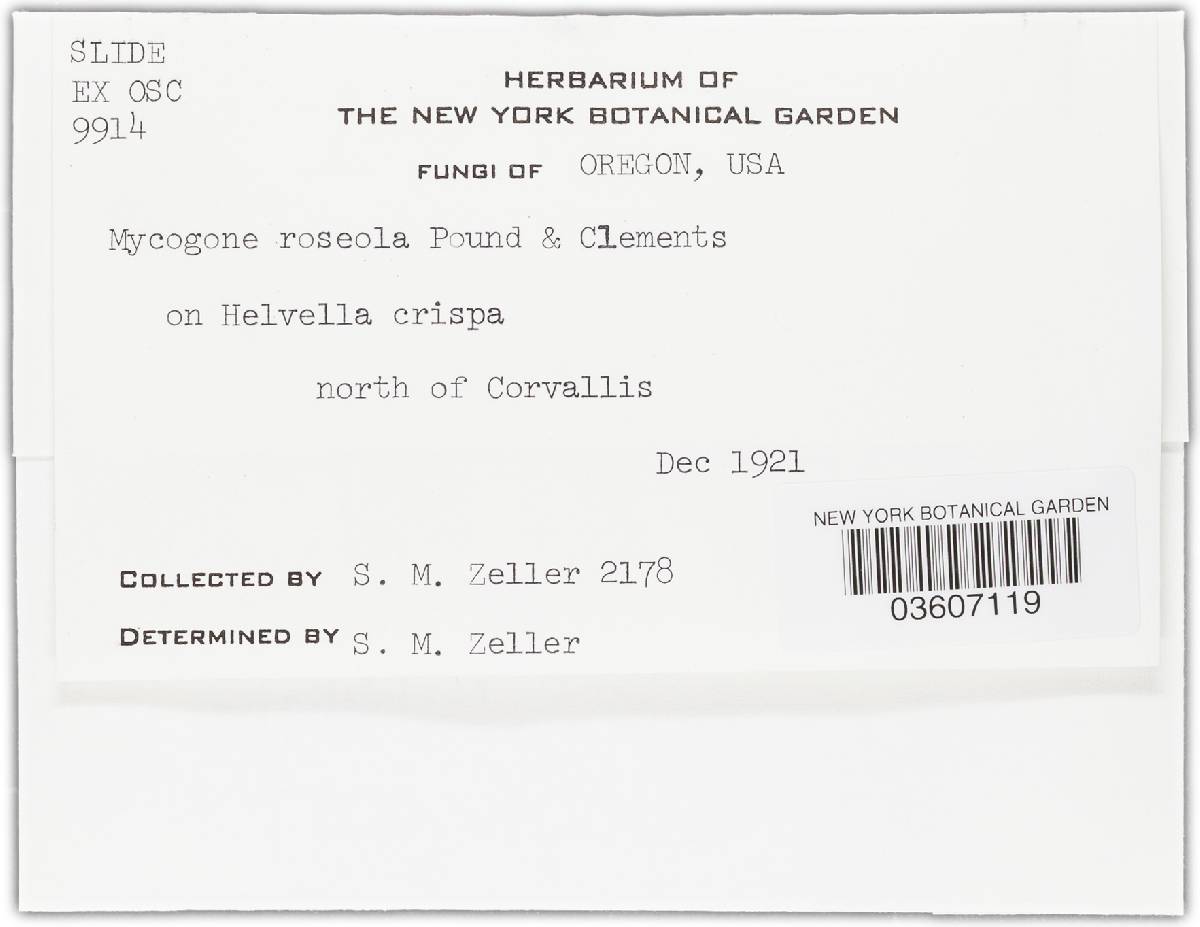 SLIDE
EX OSC
9914
HERBARIUM OF
THE NEW YORK BOTANICAL GARDEN
FUNGI OF OREGON, USA
Mycogone roseola Pound & Clements
on Helvella crispa
north of Corvallis
Dec 1921
NEW YORK BOTANICAL GARDEN
03607119
COLLECTED BY S. M. Zeller 2178
DETERMINED BY S. M. Zeller